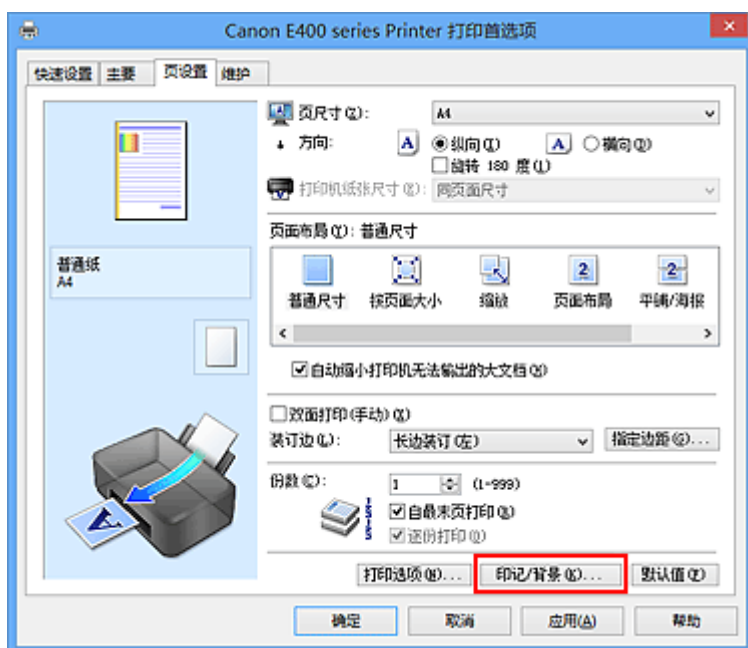 Canon E400 series Printer 打印首选项
快速设置 主要 页设置 维护
页尺寸(Z): A4
方向: A 纵向(I) A 横向(D)
旋转 180 度(L)
打印机纸张尺寸(R): 同页面尺寸
页面布局(Y): 普通尺寸
普通纸
A4
普通尺寸 按页面大小 缩放 页面布局 平铺/海报
自动缩小打印机无法输出的大文档(N)
双面打印(手动)(X)
装订边(L): 长边装订(左) 指定边距(G)...
份数(C): 1 (1-999)
自最末页打印(R)
逐份打印(O)
打印选项(W)... 印记/背景(K)... 默认值(T)
确定 取消 应用(A) 帮助